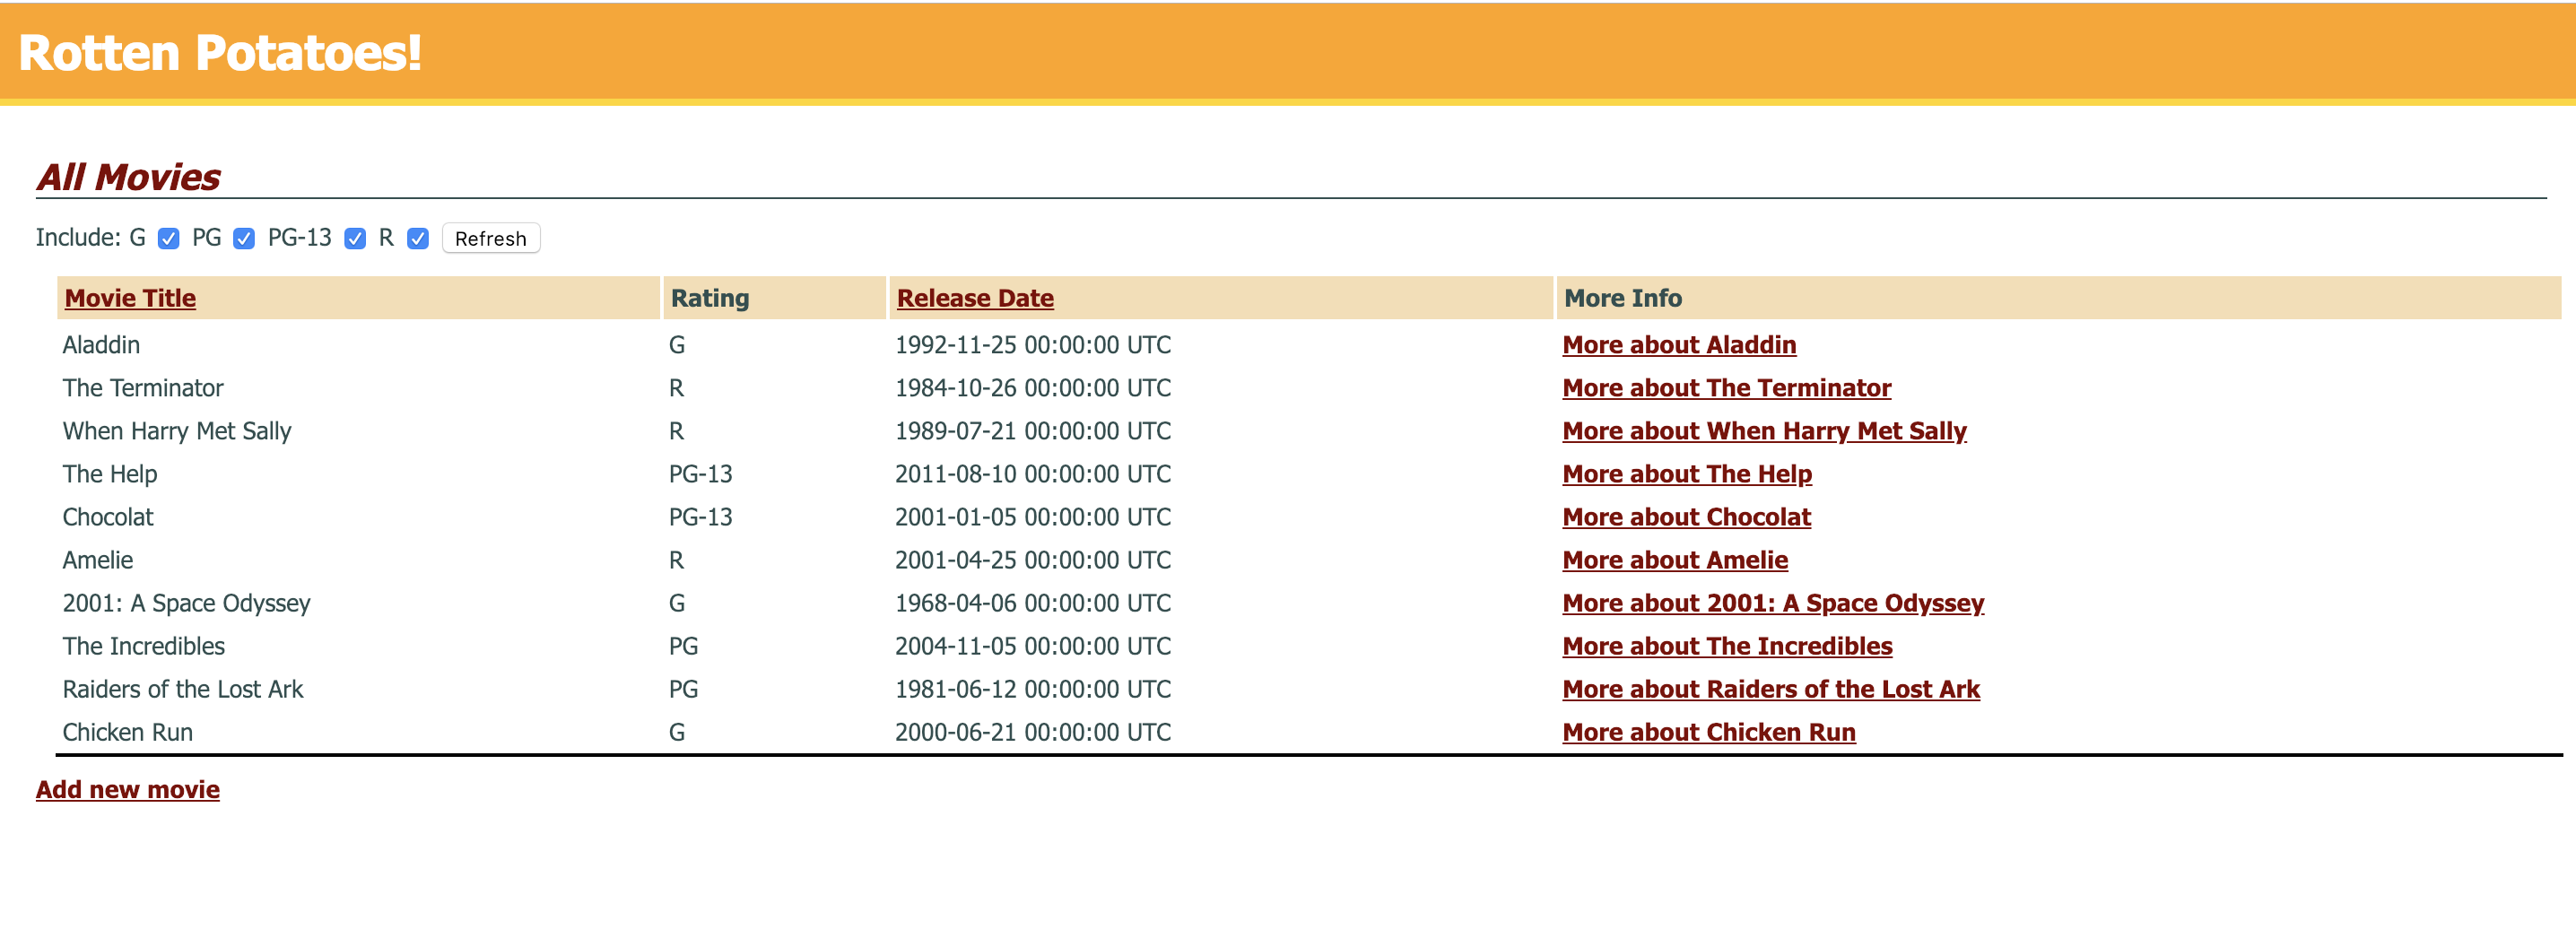 Rotten Potatoes!
All Movies
Include: G PG PG-13 R Refresh
Movie Title Rating Release Date More Info
Aladdin G 1992-11-25 00:00:00 UTC More about Aladdin
The Terminator R 1984-10-26 00:00:00 UTC More about The Terminator
When Harry Met Sally R 1989-07-21 00:00:00 UTC More about When Harry Met Sally
The Help PG-13 2011-08-10 00:00:00 UTC More about The Help
Chocolat PG-13 2001-01-05 00:00:00 UTC More about Chocolat
Amelie R 2001-04-25 00:00:00 UTC More about Amelie
2001: A Space Odyssey G 1968-04-06 00:00:00 UTC More about 2001: A Space Odyssey
The Incredibles PG 2004-11-05 00:00:00 UTC More about The Incredibles
Raiders of the Lost Ark PG 1981-06-12 00:00:00 UTC More about Raiders of the Lost Ark
Chicken Run G 2000-06-21 00:00:00 UTC More about Chicken Run
Add new movie